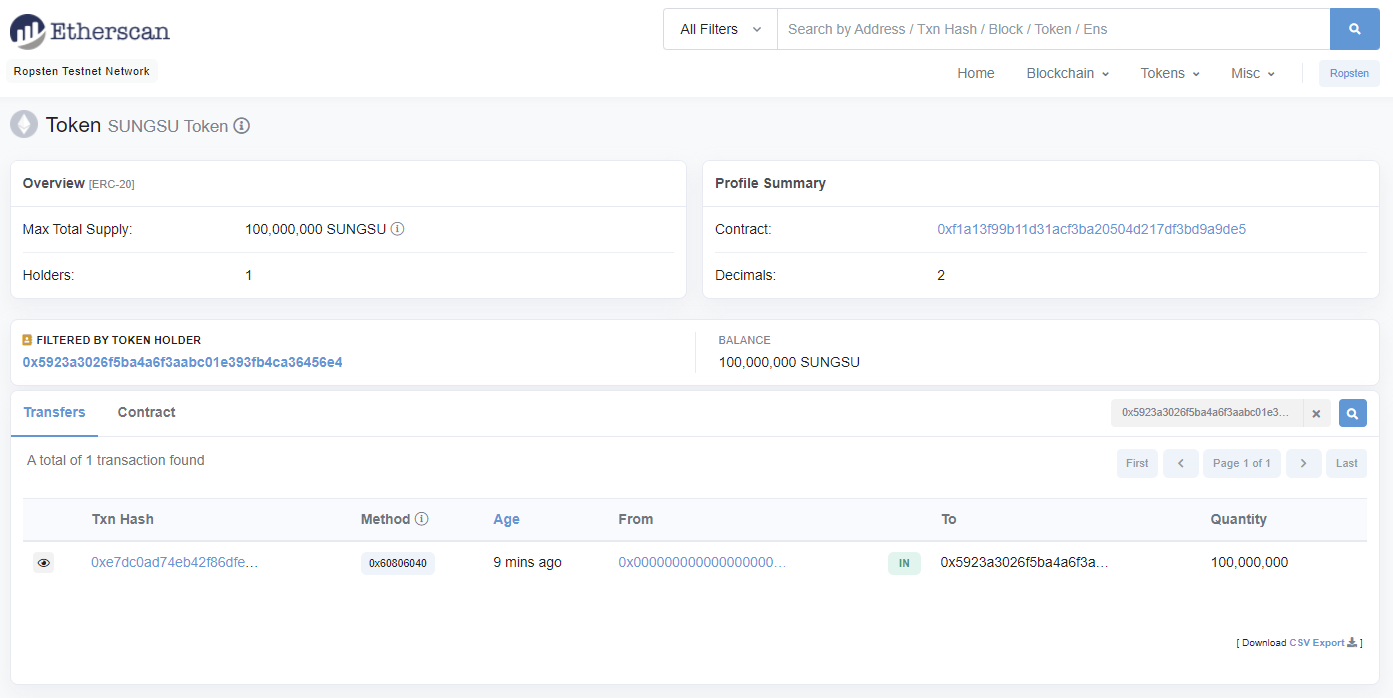 Etherscan
All Filters
Search by Address / Txn Hash / Block / Token / Ens
Ropsten Testnet Network
Home Blockchain Tokens Misc Ropsten
Token SUNGSU Token
Overview [ERC-20]
Max Total Supply: 100,000,000 SUNGSU
Holders: 1
Profile Summary
Contract: 0xf1a13f99b11d31acf3ba20504d217df3bd9a9de5
Decimals: 2
FILTERED BY TOKEN HOLDER
0x5923a3026f5ba4a6f3aabc01e393fb4ca36456e4
BALANCE
100,000,000 SUNGSU
Transfers Contract
0x5923a3026f5ba4a6f3aabc01e3...
A total of 1 transaction found
First Page 1 of 1 Last
Txn Hash Method Age From To Quantity
0xe7dc0ad74eb42f86dfe... 0x60806040 9 mins ago 0x000000000000000000... IN 0x5923a3026f5ba4a6f3a... 100,000,000
[ Download CSV Export ]